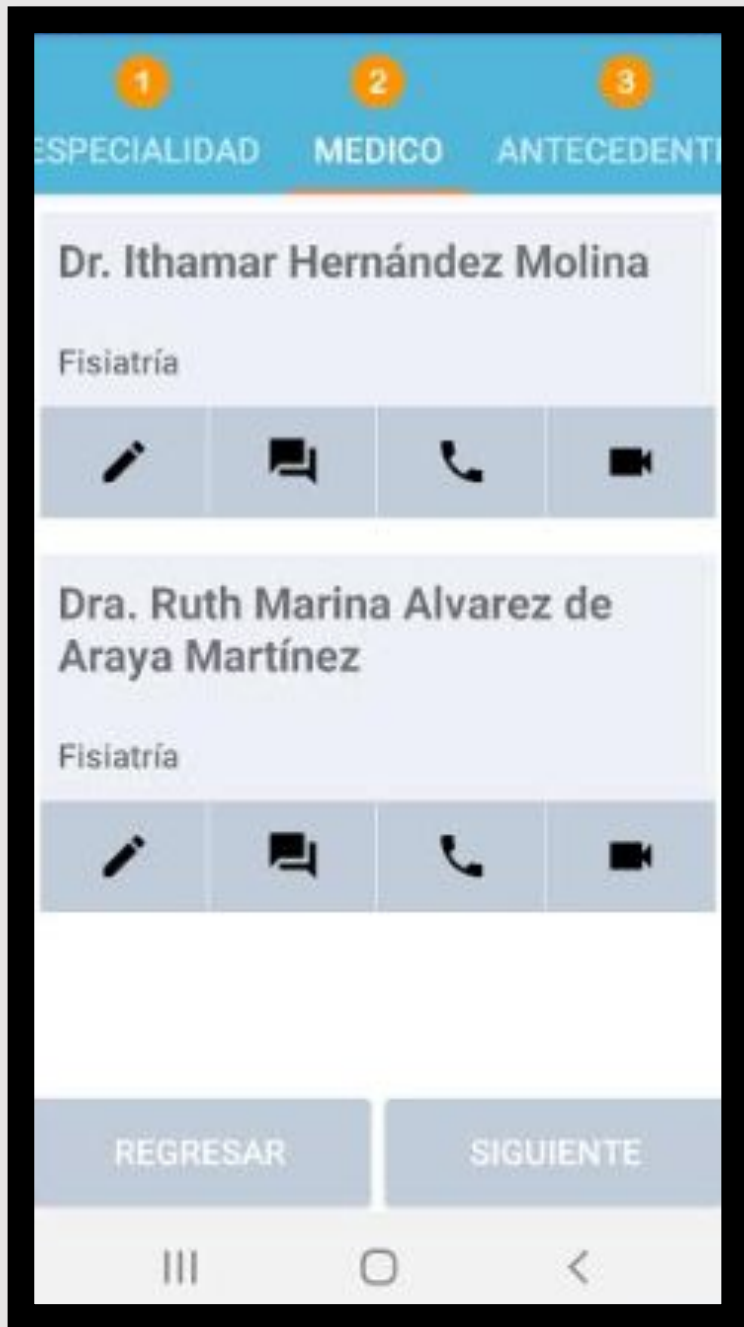 1 2 3
ESPECIALIDAD MEDICO ANTECEDENT
Dr. Ithamar Hernández Molina
Fisiatría
Dra. Ruth Marina Alvarez de
Araya Martínez
Fisiatría
REGRESAR SIGUIENTE